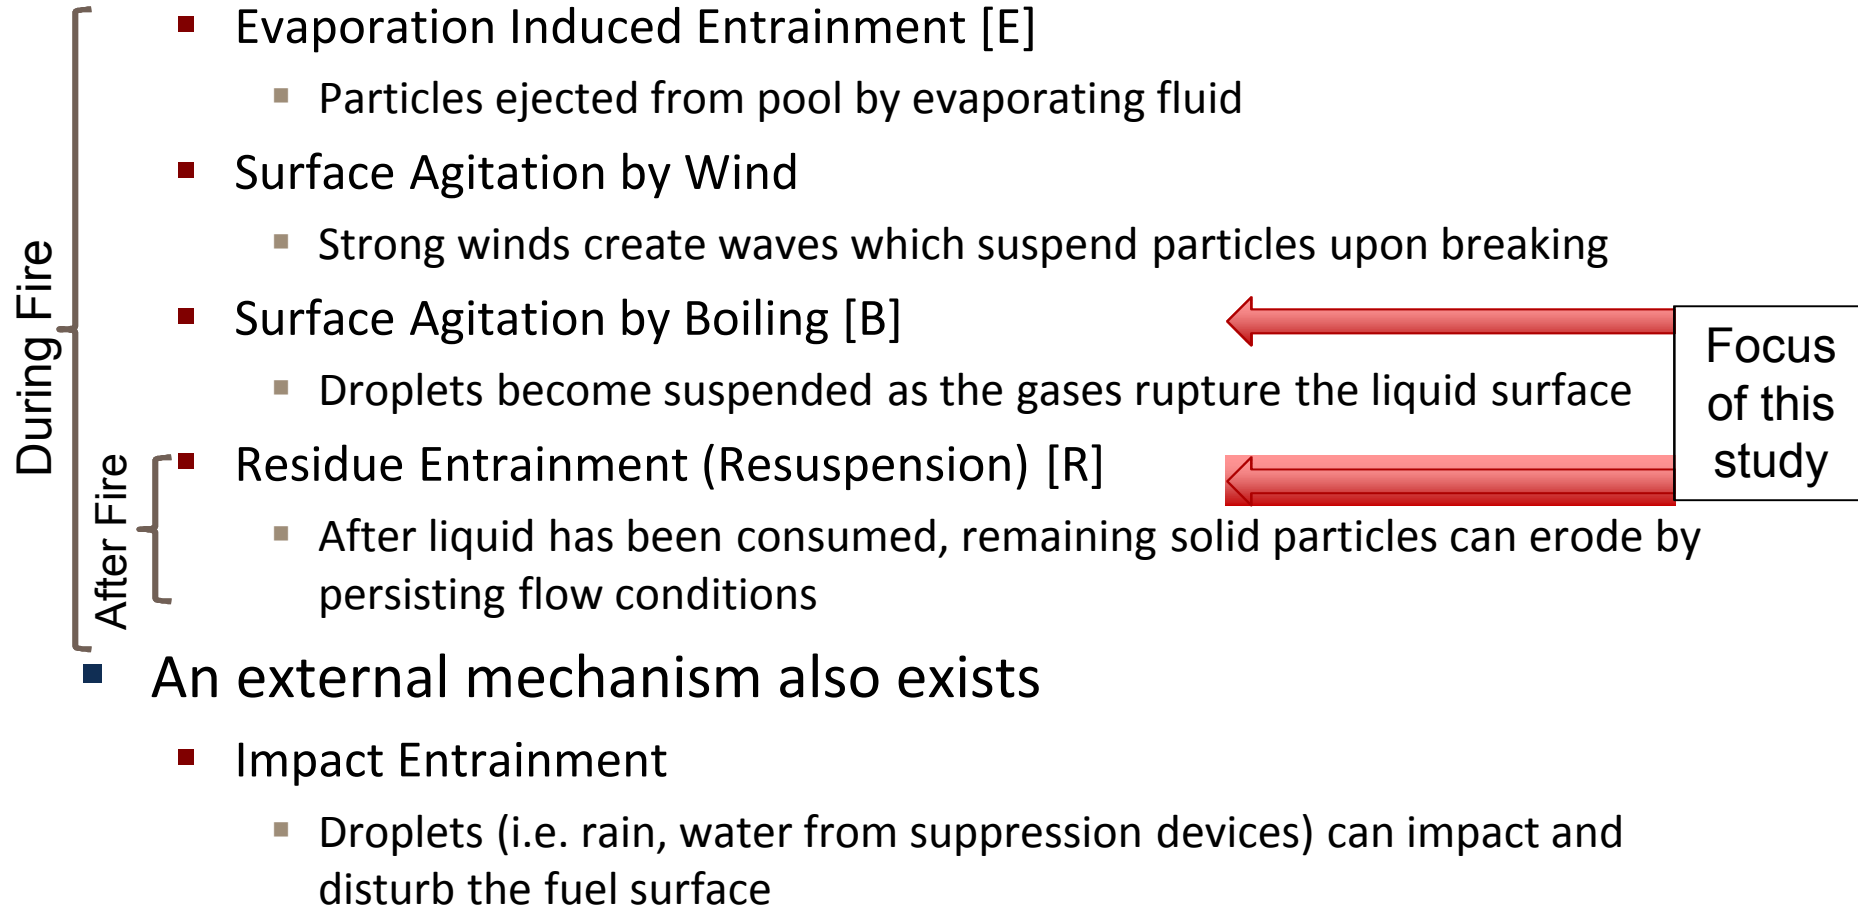 Evaporation Induced Entrainment [E]
Particles ejected from pool by evaporating fluid
Surface Agitation by Wind
Strong winds create waves which suspend particles upon breaking
Surface Agitation by Boiling [B]
Droplets become suspended as the gases rupture the liquid surface
Residue Entrainment (Resuspension) [R]
After liquid has been consumed, remaining solid particles can erode by
persisting flow conditions
An external mechanism also exists
Impact Entrainment
Droplets (i.e. rain, water from suppression devices) can impact and
disturb the fuel surface
During Fire
After Fire
Focus
of this
study